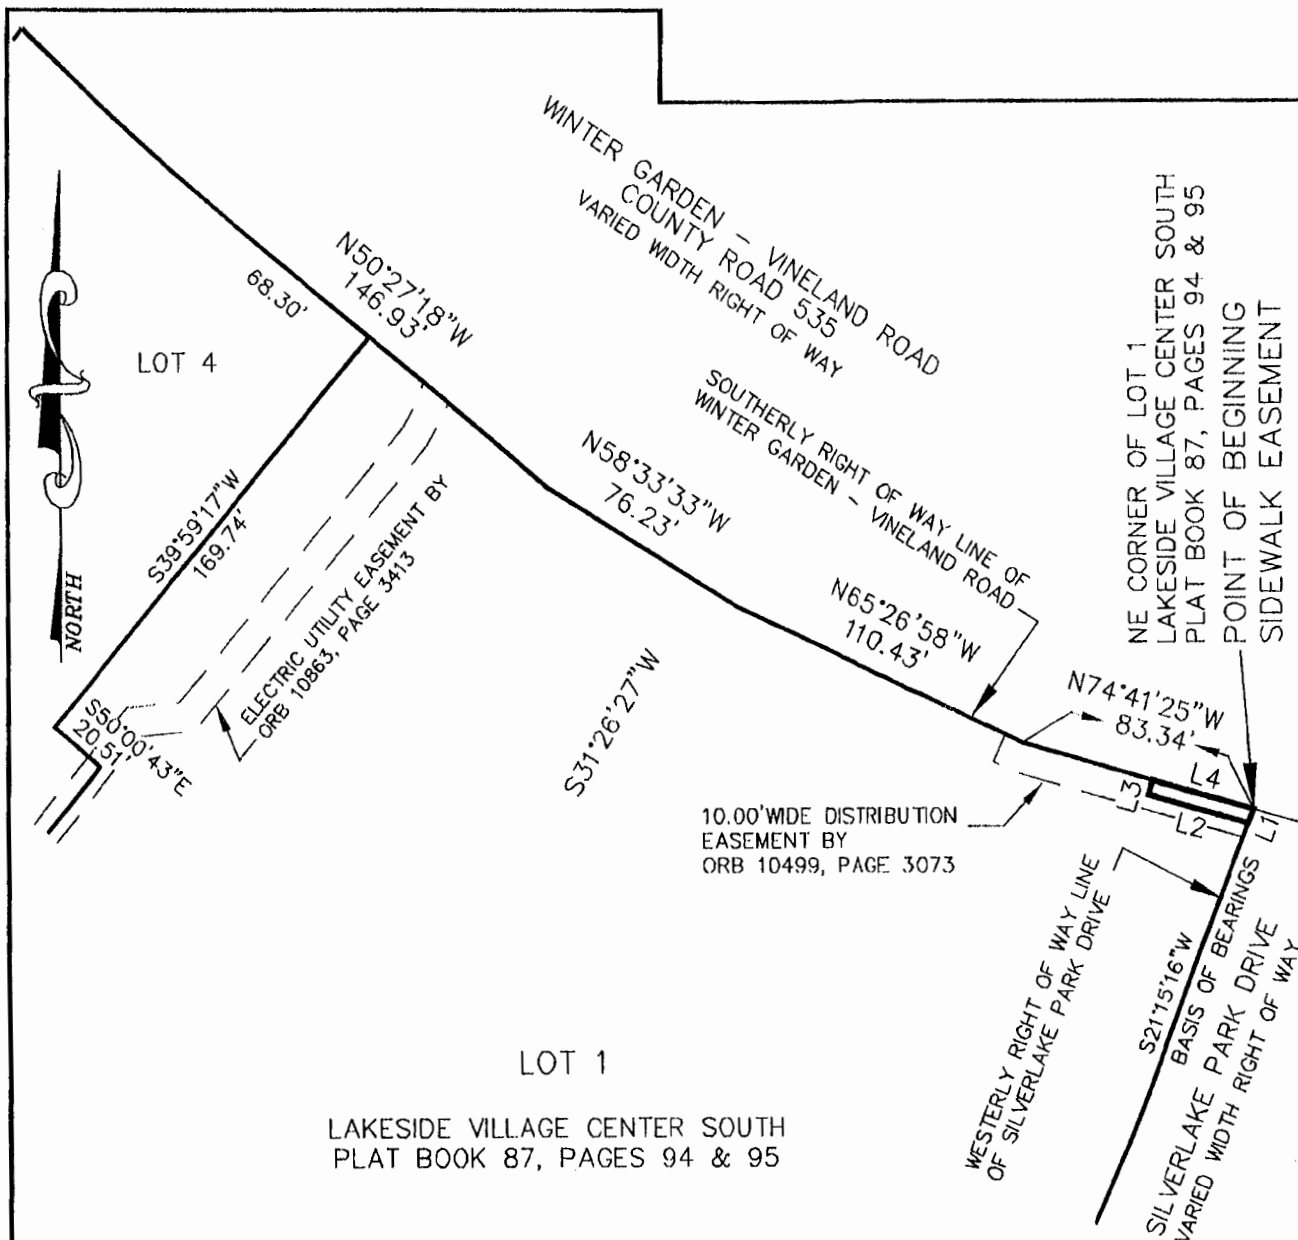 WINTER GARDEN – VINELAND ROAD
COUNTY ROAD 535
VARIED WIDTH RIGHT OF WAY
N50°27'18"W
146.93'
68.30'
LOT 4
NORTH
S39°59'17"W
169.74'
S50°00'43"E
20.51'
ELECTRIC UTILITY EASEMENT BY
ORB 10863, PAGE 3413
N58°33'33"W
76.23'
SOUTHERLY RIGHT OF WAY LINE OF
WINTER GARDEN – VINELAND ROAD
N65°26'58"W
110.43'
S31°26'27"W
NE CORNER OF LOT 1
LAKESIDE VILLAGE CENTER SOUTH
PLAT BOOK 87, PAGES 94 & 95
POINT OF BEGINNING
SIDEWALK EASEMENT
N74°41'25"W
83.34'
L4
L3
L2
L1
10.00'WIDE DISTRIBUTION
EASEMENT BY
ORB 10499, PAGE 3073
WESTERLY RIGHT OF WAY LINE
OF SILVERLAKE PARK DRIVE
S21°15'16"W
BASIS OF BEARINGS
SILVERLAKE PARK DRIVE
VARIED WIDTH RIGHT OF WAY
LOT 1
LAKESIDE VILLAGE CENTER SOUTH
PLAT BOOK 87, PAGES 94 & 95